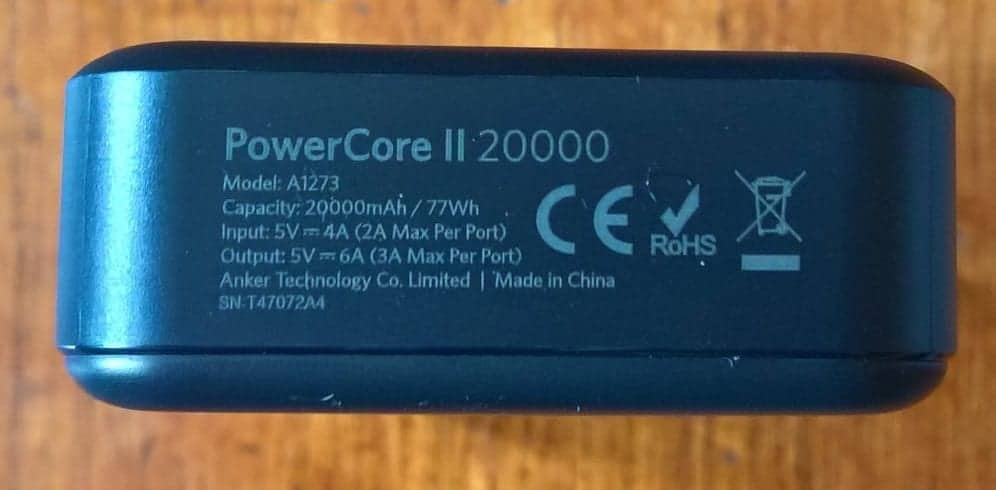 PowerCore II 20000
Model: A1273
Capacity: 20000mAh / 77Wh
Input: 5V⎓4A (2A Max Per Port)
Output: 5V⎓6A (3A Max Per Port)
Anker Technology Co. Limited | Made in China
SN:T47072A4
CE
RoHS